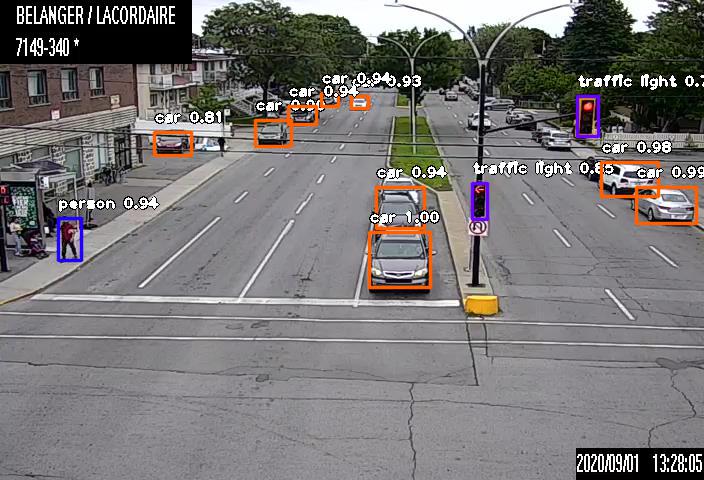 BELANGER / LACORDAIRE
7149-340 *
car 0.94
0.93
car 0.94
car
car 0.81
traffic light 0.7
car 0.98
car 0.94
traffic light 0.85
car 0.99
person 0.94
car 1.00
2020/09/01 13:28:05